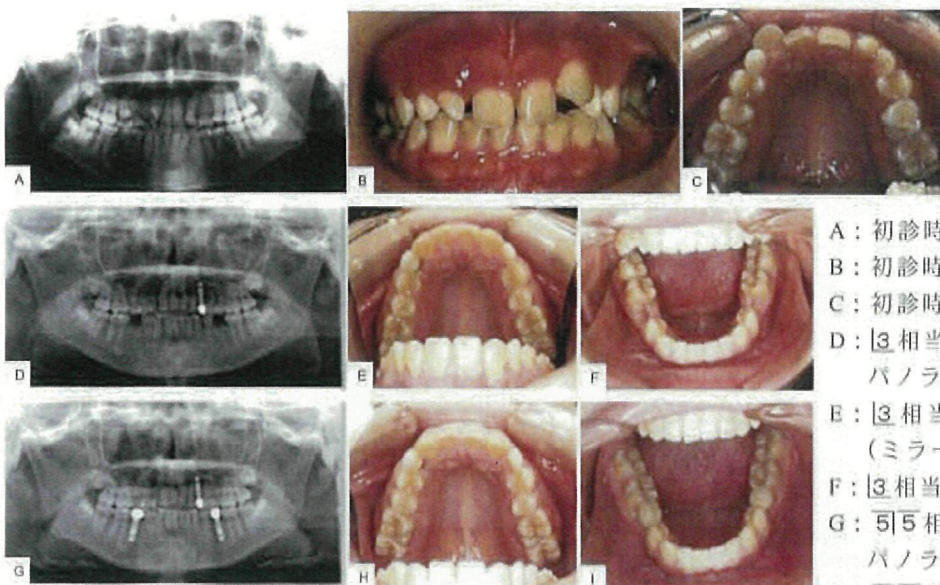 A
B
C
D
E
F
G
H
I
A：初診時
B：初診時
C：初診時
D：|3 相当
パノラ
E：|3 相当
（ミラー
F：|3 相当
G：5|5 相
パノラ